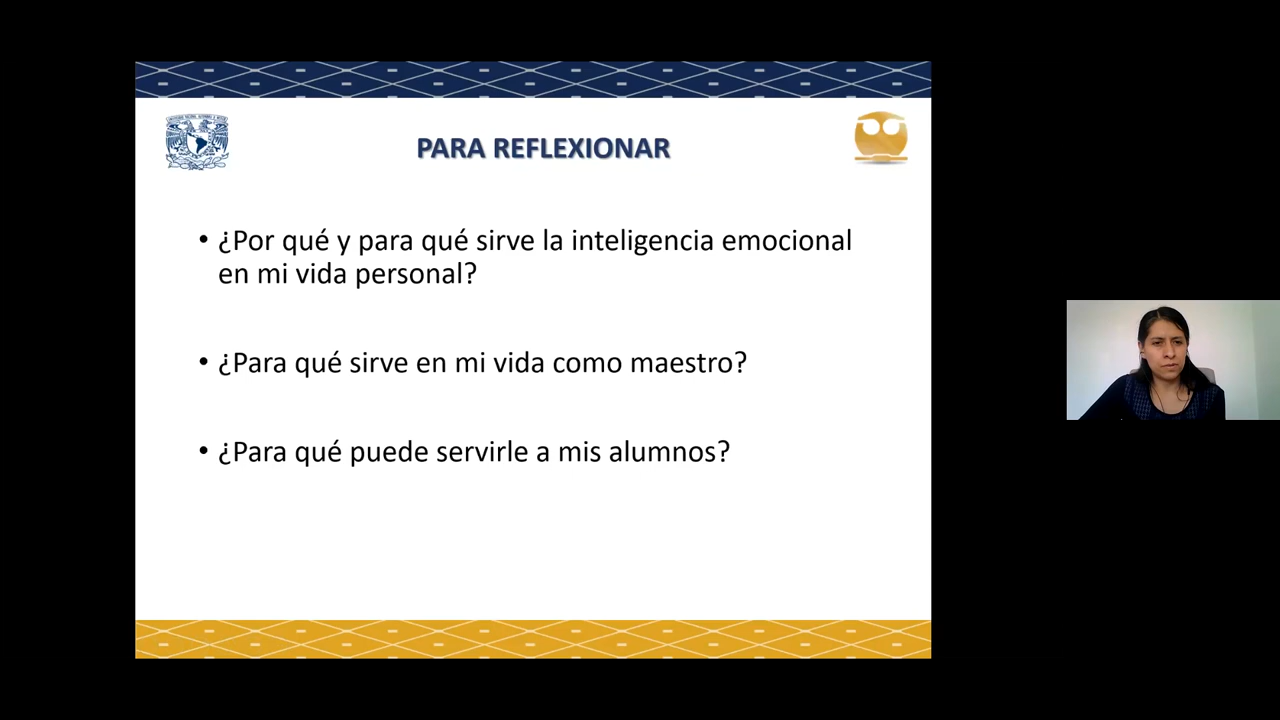 PARA REFLEXIONAR
• ¿Por qué y para qué sirve la inteligencia emocional
en mi vida personal?
• ¿Para qué sirve en mi vida como maestro?
• ¿Para qué puede servirle a mis alumnos?